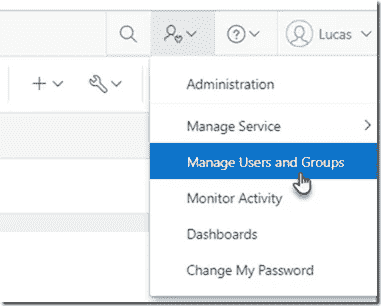 Lucas
Administration
Manage Service
Manage Users and Groups
Monitor Activity
Dashboards
Change My Password